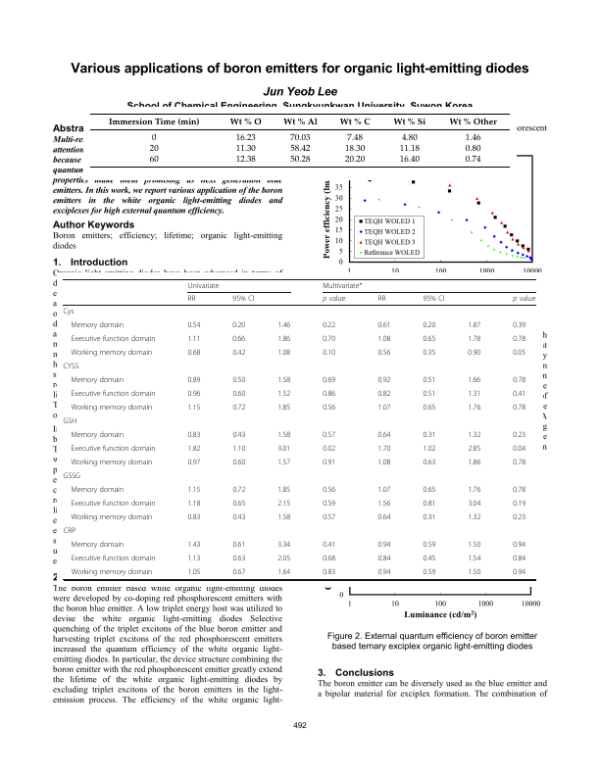 Various applications of boron emitters for organic light-emitting diodes
Jun Yeob Lee
School of Chemical Engineering, Sungkyunkwan University, Suwon Korea
Immersion Time (min) Wt % O Wt % Al Wt % C Wt % Si Wt % Other
0 16.23 70.03 7.48 4.80 1.46
20 11.30 58.42 18.30 11.18 0.80
60 12.38 50.28 20.20 16.40 0.74
Abstra
Multi-re
attention
because
quantum
properties make them promising as next generation blue
emitters. In this work, we report various application of the boron
emitters in the white organic light-emitting diodes and
exciplexes for high external quantum efficiency.
Author Keywords
Boron emitters; efficiency; lifetime; organic light-emitting
diodes
1. Introduction
orescent
Power efficiency (lm
35
30
25
20
15
10
5
0
TEQH WOLED 1
TEQH WOLED 2
TEQH WOLED 3
Reference WOLED
1 10 100 1000 10000
Univariate Multivariate*
RR 95% CI p value RR 95% CI p value
Cys
Memory domain 0.54 0.20 1.46 0.22 0.61 0.20 1.87 0.39
Executive function domain 1.11 0.66 1.86 0.70 1.08 0.65 1.78 0.78
Working memory domain 0.68 0.42 1.08 0.10 0.56 0.35 0.90 0.05
CYSS
Memory domain 0.89 0.50 1.58 0.69 0.92 0.51 1.66 0.78
Executive function domain 0.96 0.60 1.52 0.86 0.82 0.51 1.31 0.41
Working memory domain 1.15 0.72 1.85 0.56 1.07 0.65 1.76 0.78
GSH
Memory domain 0.83 0.43 1.58 0.57 0.64 0.31 1.32 0.23
Executive function domain 1.82 1.10 3.01 0.02 1.70 1.02 2.85 0.04
Working memory domain 0.97 0.60 1.57 0.91 1.08 0.63 1.86 0.78
GSSG
Memory domain 1.15 0.72 1.85 0.56 1.07 0.65 1.76 0.78
Executive function domain 1.18 0.65 2.15 0.59 1.56 0.81 3.04 0.19
Working memory domain 0.83 0.43 1.58 0.57 0.64 0.31 1.32 0.23
CRP
Memory domain 1.43 0.61 3.34 0.41 0.94 0.59 1.50 0.94
Executive function domain 1.13 0.63 2.05 0.68 0.84 0.45 1.54 0.84
Working memory domain 1.05 0.67 1.64 0.83 0.94 0.59 1.50 0.94
The boron emitter based white organic light-emitting diodes
were developed by co-doping red phosphorescent emitters with
the boron blue emitter. A low triplet energy host was utilized to
devise the white organic light-emitting diodes Selective
quenching of the triplet excitons of the blue boron emitter and
harvesting triplet excitons of the red phosphorescent emitters
increased the quantum efficiency of the white organic light-
emitting diodes. In particular, the device structure combining the
boron emitter with the red phosphorescent emitter greatly extend
the lifetime of the white organic light-emitting diodes by
excluding triplet excitons of the boron emitters in the light-
emission process. The efficiency of the white organic light-
0
1 10 100 1000 10000
Luminance (cd/m²)
Figure 2. External quantum efficiency of boron emitter
based ternary exciplex organic light-emitting diodes
3. Conclusions
The boron emitter can be diversely used as the blue emitter and
a bipolar material for exciplex formation. The combination of
492